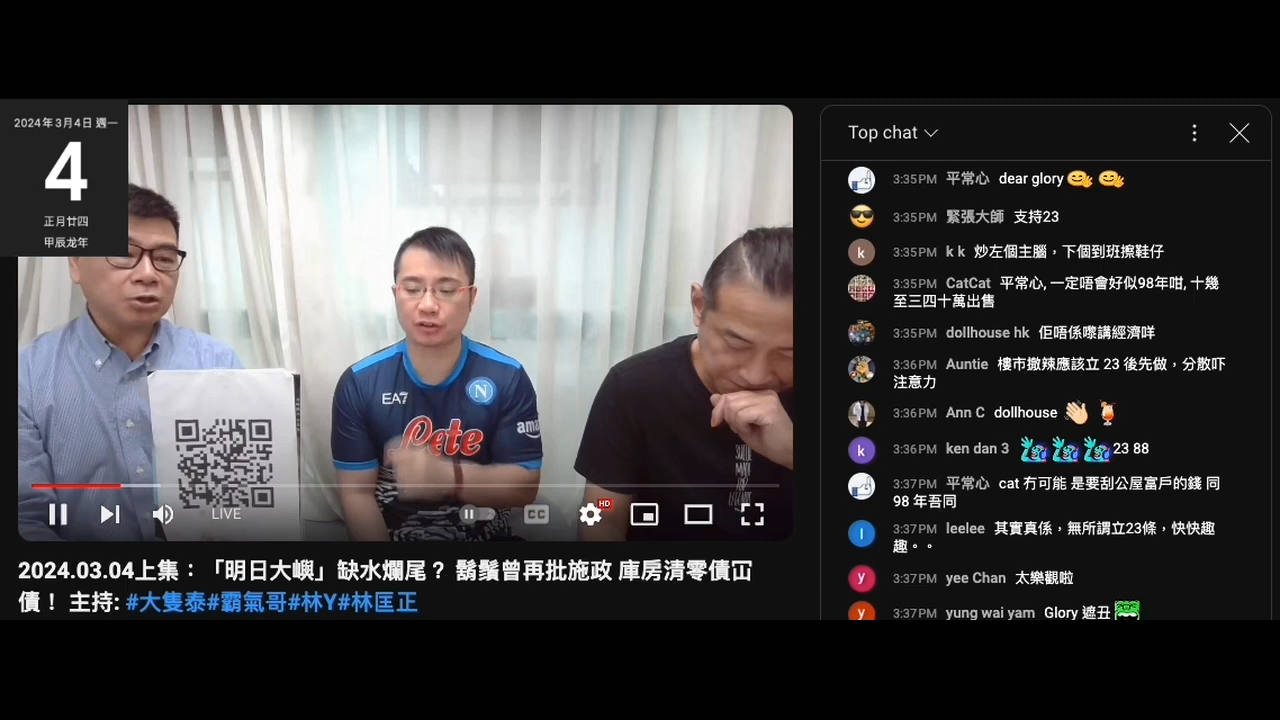 2024年3月4日 週一
4
正月廿四
甲辰龙年
EA7
N
Pete
ama
LIVE
CC
HD
2024.03.04上集：「明日大嶼」缺水爛尾？ 鬍鬚曾再批施政 庫房清零債冚
債！ 主持: #大隻泰#霸氣哥#林Y#林匡正
Top chat
3:35PM 平常心 dear glory
3:35PM 緊張大師 支持23
k
3:35PM k k 炒左個主腦，下個到班擦鞋仔
3:35PM CatCat 平常心, 一定唔會好似98年咁, 十幾
至三四十萬出售
3:35PM dollhouse hk 佢唔係嚟講經濟咩
3:36PM Auntie 樓市撤辣應該立 23 後先做，分散吓
注意力
3:36PM Ann C dollhouse
k
3:36PM ken dan 3 23 88
3:37PM 平常心 cat 冇可能 是要刮公屋富戶的錢 同
98 年吾同
l
3:37PM leelee 其實真係，無所謂立23條，快快趣
趣。。
y
3:37PM yee Chan 太樂觀啦
y
3:37PM yung wai yam Glory 遮丑